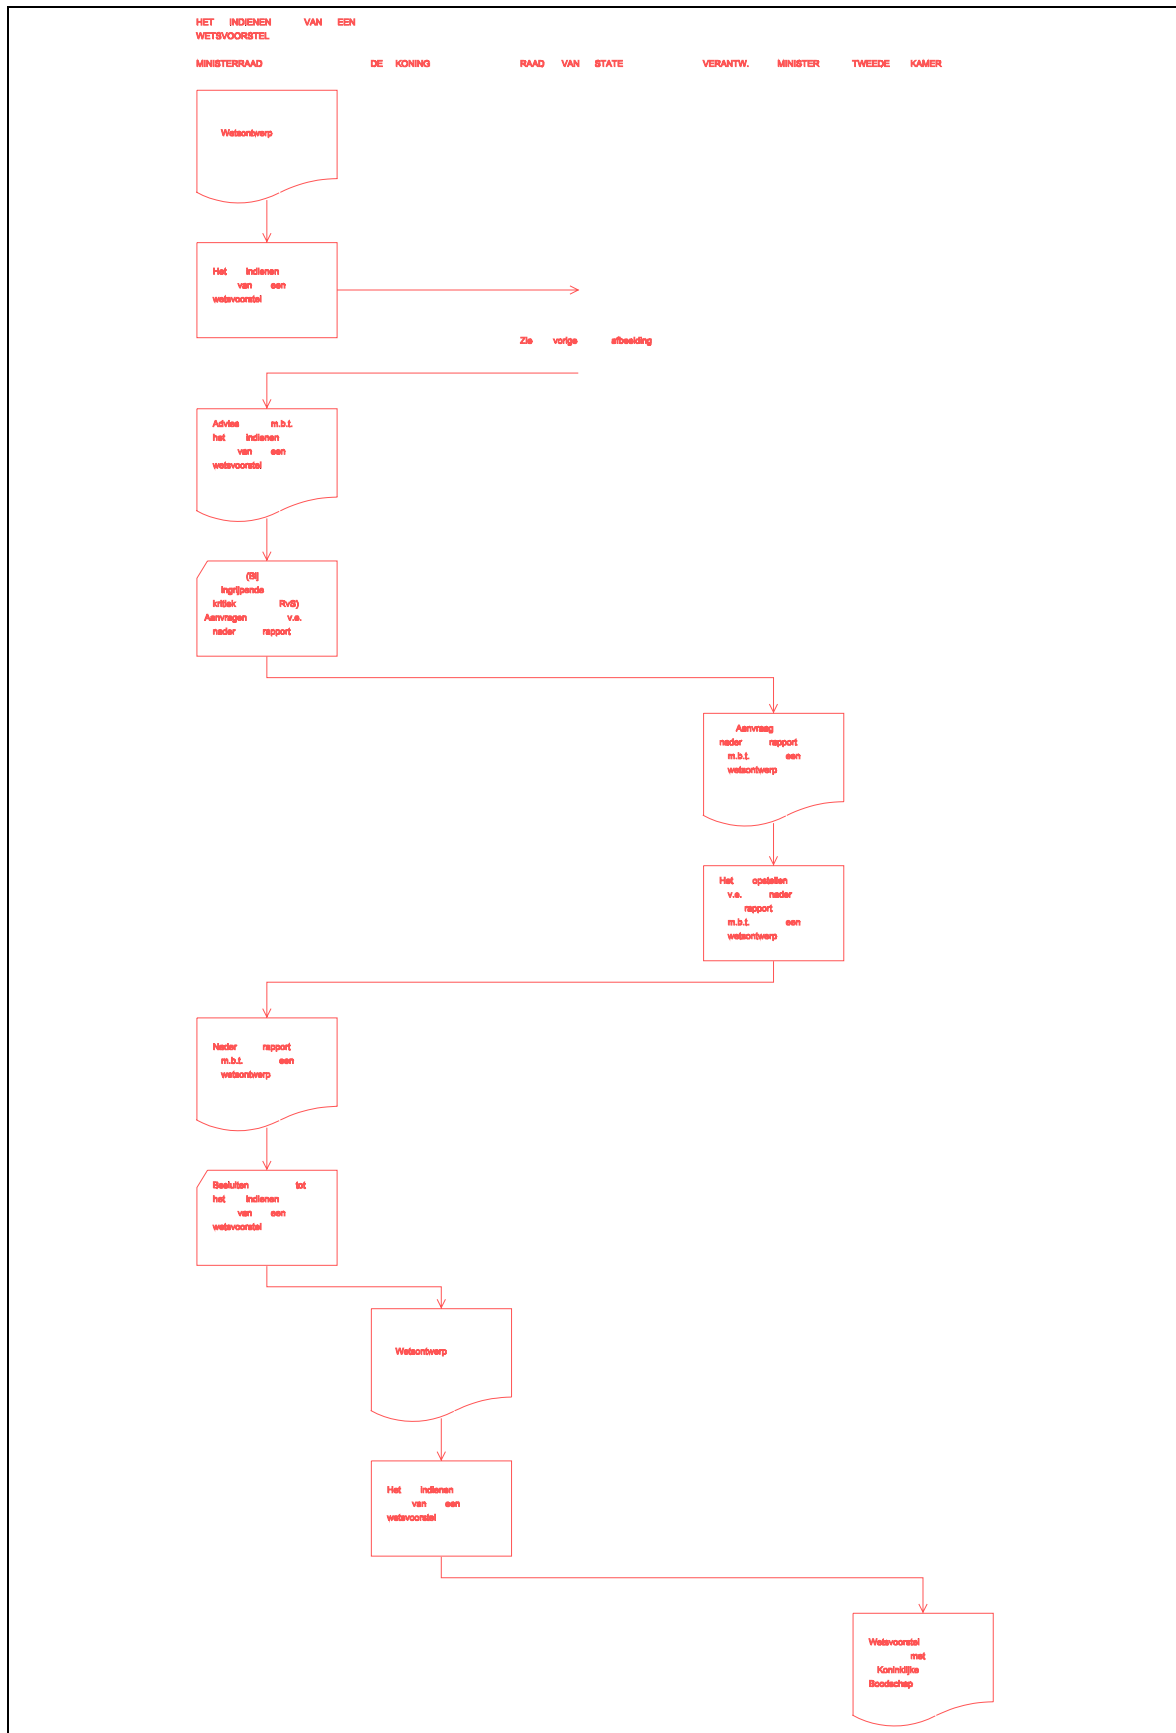 HET INDIENEN VAN EEN
WETSVOORSTEL
MINISTERRAAD DE KONING RAAD VAN STATE VERANTW. MINISTER TWEEDE KAMER
Wetsontwerp
Het indienen
van een
wetsvoorstel
Zie vorige afbeelding
Advies m.b.t.
het indienen
van een
wetsvoorstel
(Bij
ingrijpende
kritiek RvS)
Aanvragen v.e.
nader rapport
Aanvraag
nader rapport
m.b.t. een
wetsontwerp
Het opstellen
v.e. nader
rapport
m.b.t. een
wetsontwerp
Nader rapport
m.b.t. een
wetsontwerp
Besluiten tot
het indienen
van een
wetsvoorstel
Wetsontwerp
Het indienen
van een
wetsvoorstel
Wetsvoorstel
met
Koninklijke
Boodschap